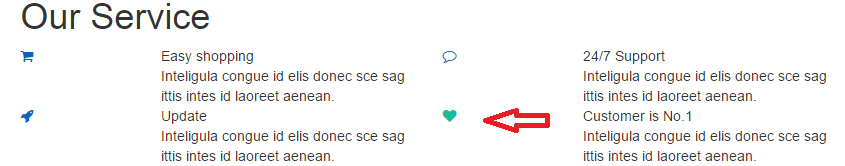 Our Service
Easy shopping
Inteligula congue id elis donec sce sag
ittis intes id laoreet aenean.
24/7 Support
Inteligula congue id elis donec sce sag
ittis intes id laoreet aenean.
Update
Inteligula congue id elis donec sce sag
ittis intes id laoreet aenean.
Customer is No.1
Inteligula congue id elis donec sce sag
ittis intes id laoreet aenean.